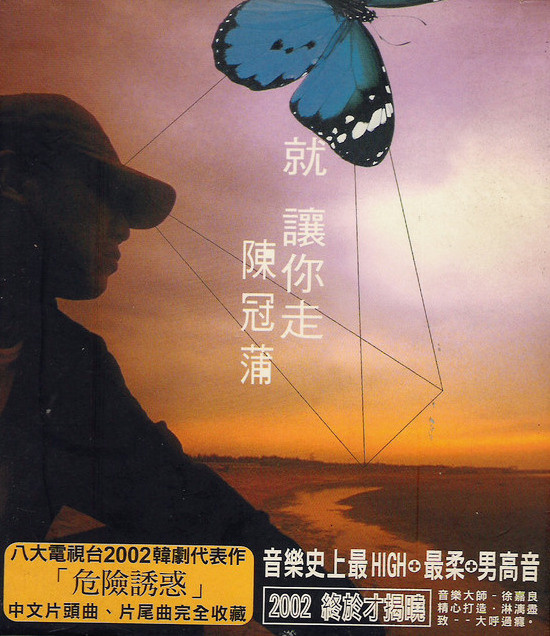 就讓你走
陳冠蒲
八大電視台2002韓劇代表作
「危險誘惑」
中文片頭曲、片尾曲完全收藏
音樂史上最HIGH+最柔+男高音
2002 終於才揭曉
音樂大師-徐嘉良
精心打造·淋漓盡
致--大呼過癮·